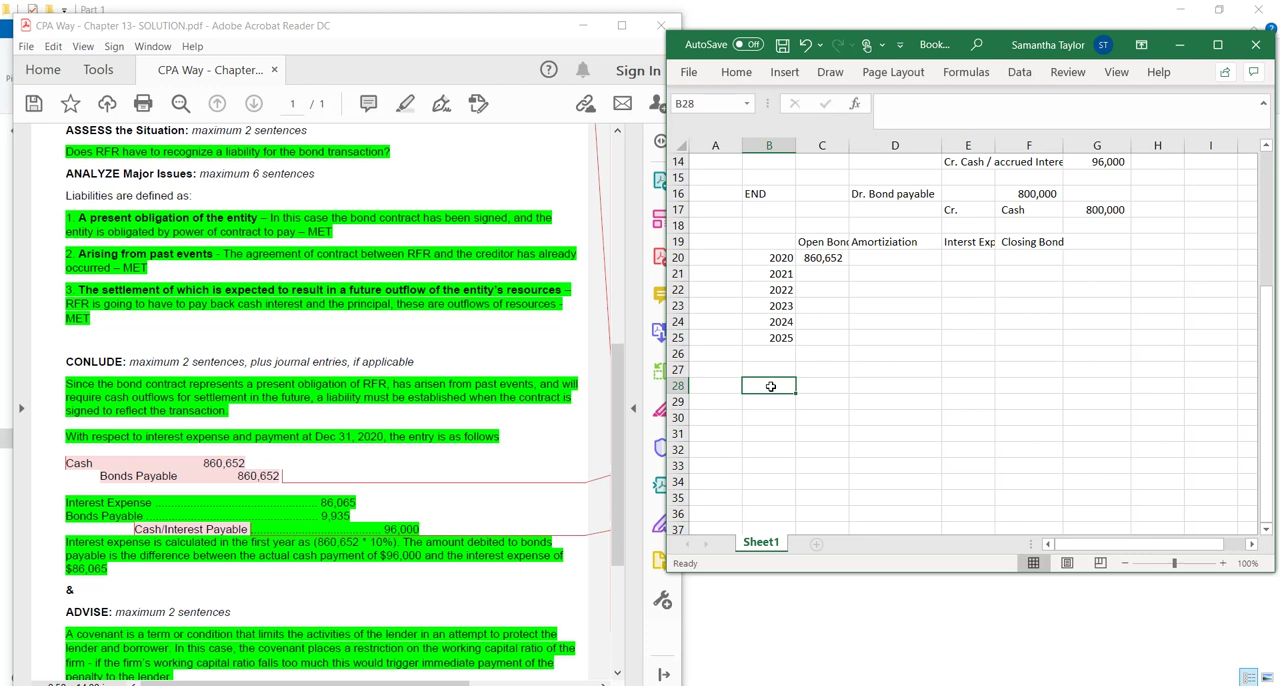 Part 1
CPA Way - Chapter 13- SOLUTION.pdf - Adobe Acrobat Reader DC
File Edit View Sign Window Help
Home Tools CPA Way - Chapter... × Sign In
1 / 1
ASSESS the Situation: maximum 2 sentences
Does RFR have to recognize a liability for the bond transaction?
ANALYZE Major Issues: maximum 6 sentences
Liabilities are defined as:
1. A present obligation of the entity – In this case the bond contract has been signed, and the
entity is obligated by power of contract to pay – MET
2. Arising from past events - The agreement of contract between RFR and the creditor has already
occurred – MET
3. The settlement of which is expected to result in a future outflow of the entity's resources –
RFR is going to have to pay back cash interest and the principal, these are outflows of resources -
MET
CONLUDE: maximum 2 sentences, plus journal entries, if applicable
Since the bond contract represents a present obligation of RFR, has arisen from past events, and will
require cash outflows for settlement in the future, a liability must be established when the contract is
signed to reflect the transaction.
With respect to interest expense and payment at Dec 31, 2020, the entry is as follows
Cash 860,652
Bonds Payable 860,652
Interest Expense 86,065
Bonds Payable 9,935
Cash/Interest Payable 96,000
Interest expense is calculated in the first year as (860,652 * 10%). The amount debited to bonds
payable is the difference between the actual cash payment of $96,000 and the interest expense of
$86,065
&
ADVISE: maximum 2 sentences
A covenant is a term or condition that limits the activities of the lender in an attempt to protect the
lender and borrower. In this case, the covenant places a restriction on the working capital ratio of the
firm - if the firm's working capital ratio falls too much this would trigger immediate payment of the
penalty to the lender.
AutoSave Off Book... Samantha Taylor ST
File Home Insert Draw Page Layout Formulas Data Review View Help
B28 fx
A B C D E F G H I
14 Cr. Cash / accrued Intere 96,000
15
16 END Dr. Bond payable 800,000
17 Cr. Cash 800,000
18
19 Open Bond Amortiziation Interst Exp Closing Bond
20 2020 860,652
21 2021
22 2022
23 2023
24 2024
25 2025
26
27
28
29
30
31
32
33
34
35
36
37
Sheet1
Ready 100%